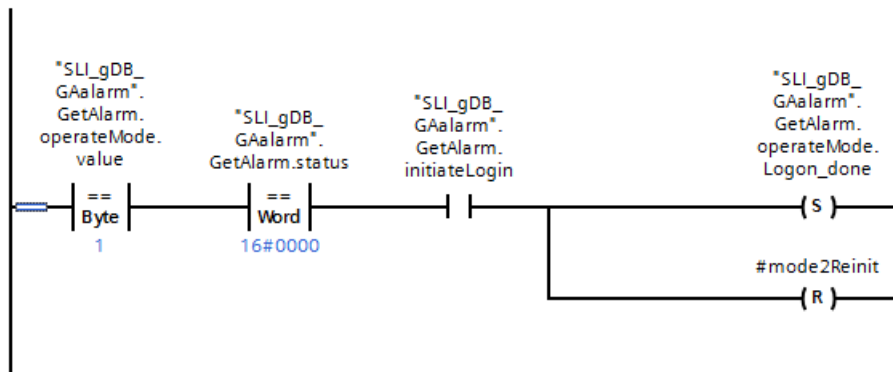 "SLI_gDB_
GAalarm".
GetAlarm.
operateMode.
value
==
Byte
1
"SLI_gDB_
GAalarm".
GetAlarm.status
==
Word
16#0000
"SLI_gDB_
GAalarm".
GetAlarm.
initiateLogin
"SLI_gDB_
GAalarm".
GetAlarm.
operateMode.
Logon_done
S
#mode2Reinit
R